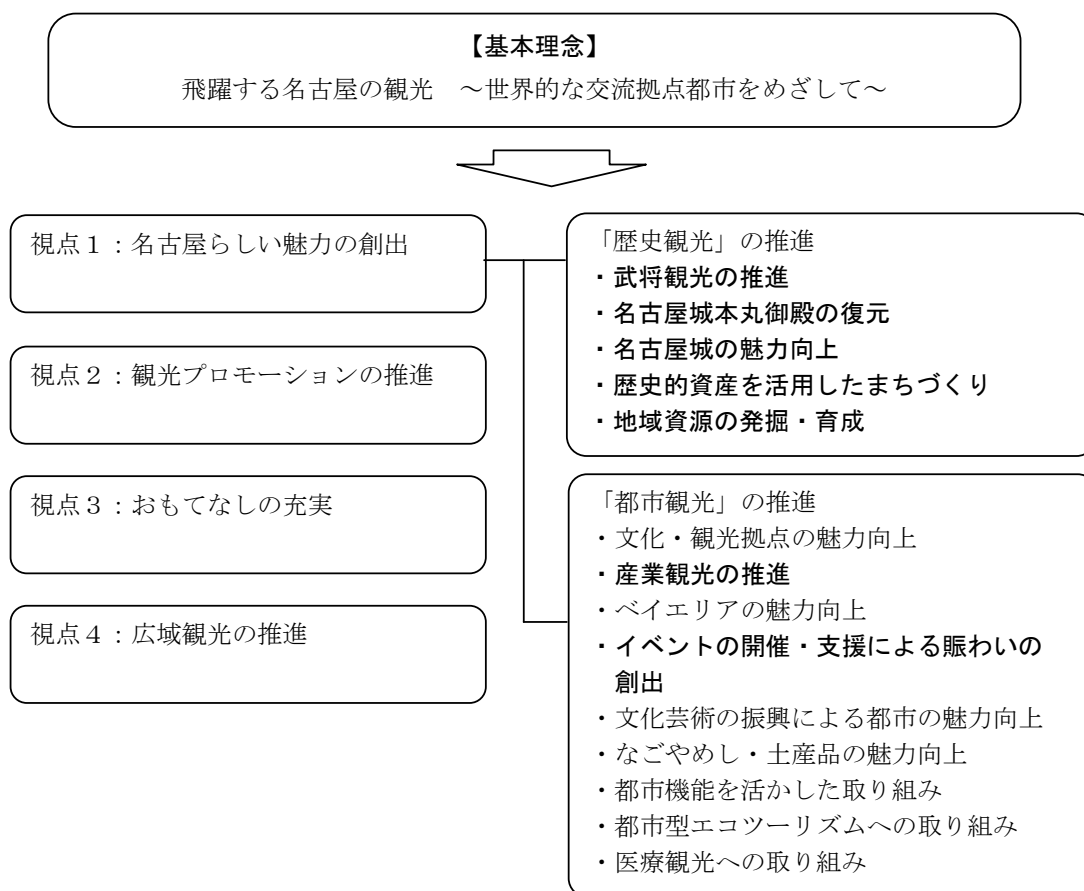 【基本理念】
飛躍する名古屋の観光　～世界的な交流拠点都市をめざして～
視点１：名古屋らしい魅力の創出
視点２：観光プロモーションの推進
視点３：おもてなしの充実
視点４：広域観光の推進
「歴史観光」の推進
・武将観光の推進
・名古屋城本丸御殿の復元
・名古屋城の魅力向上
・歴史的資産を活用したまちづくり
・地域資源の発掘・育成
「都市観光」の推進
・文化・観光拠点の魅力向上
・産業観光の推進
・ベイエリアの魅力向上
・イベントの開催・支援による賑わいの
創出
・文化芸術の振興による都市の魅力向上
・なごやめし・土産品の魅力向上
・都市機能を活かした取り組み
・都市型エコツーリズムへの取り組み
・医療観光への取り組み